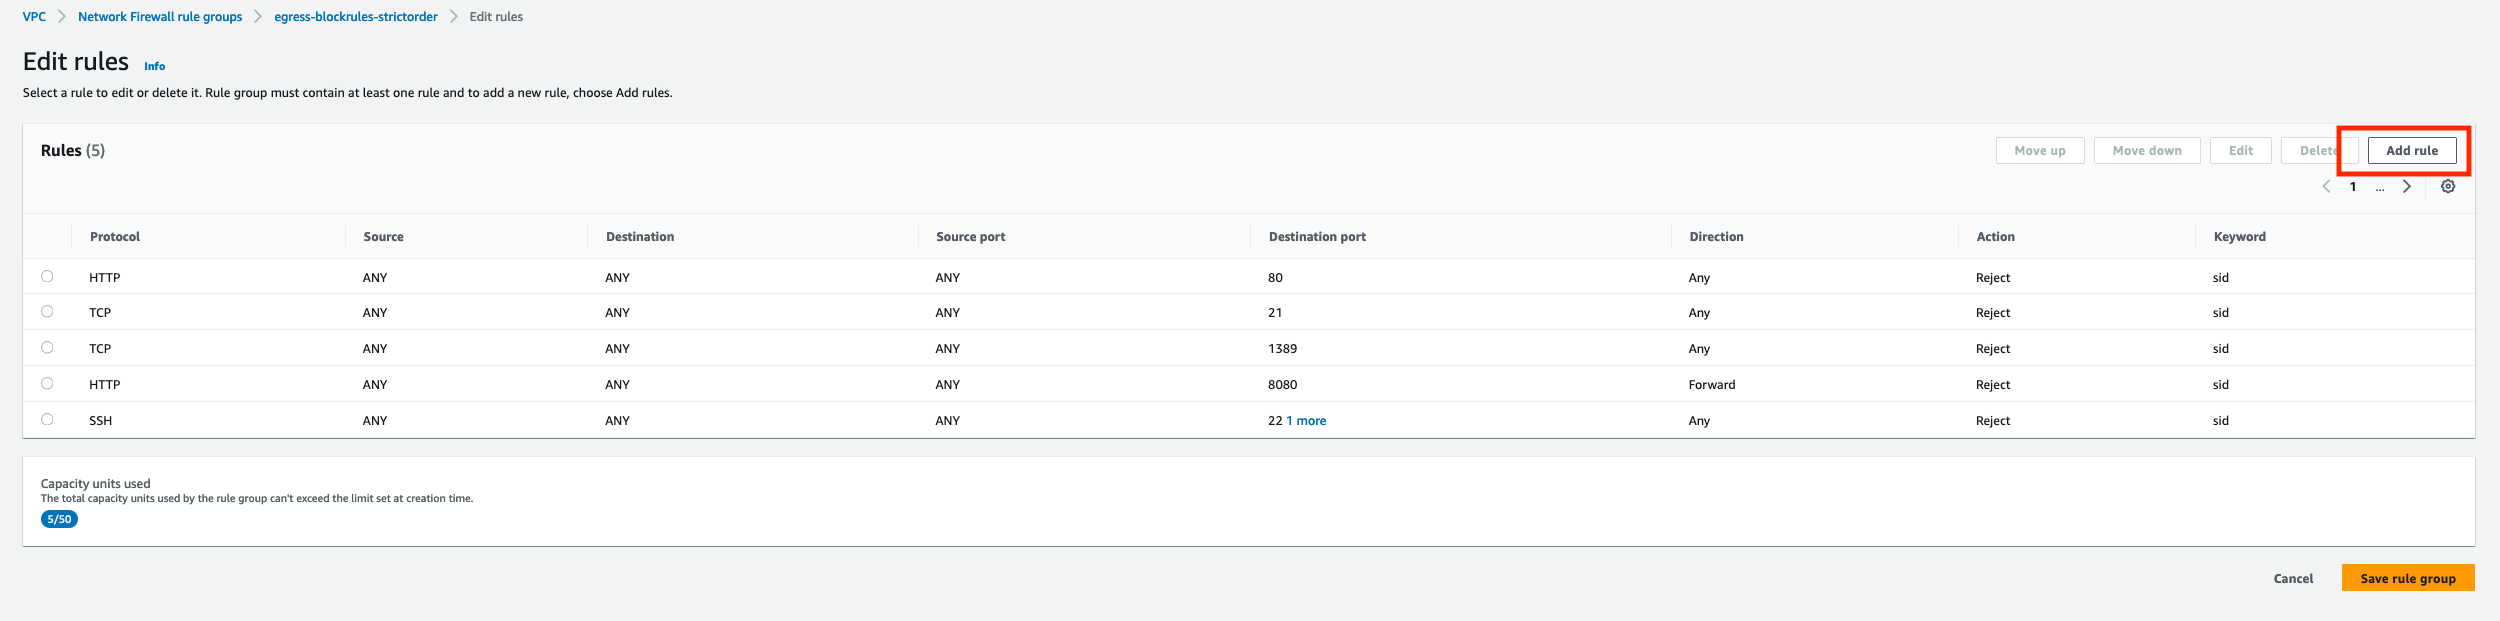 VPC > Network Firewall rule groups > egress-blockrules-strictorder > Edit rules
Edit rules Info
Select a rule to edit or delete it. Rule group must contain at least one rule and to add a new rule, choose Add rules.
Rules (5) Move up Move down Edit Delete Add rule
1 ...
Protocol Source Destination Source port Destination port Direction Action Keyword
HTTP ANY ANY ANY 80 Any Reject sid
TCP ANY ANY ANY 21 Any Reject sid
TCP ANY ANY ANY 1389 Any Reject sid
HTTP ANY ANY ANY 8080 Forward Reject sid
SSH ANY ANY ANY 22 1 more Any Reject sid
Capacity units used
The total capacity units used by the rule group can't exceed the limit set at creation time.
5/50
Cancel Save rule group